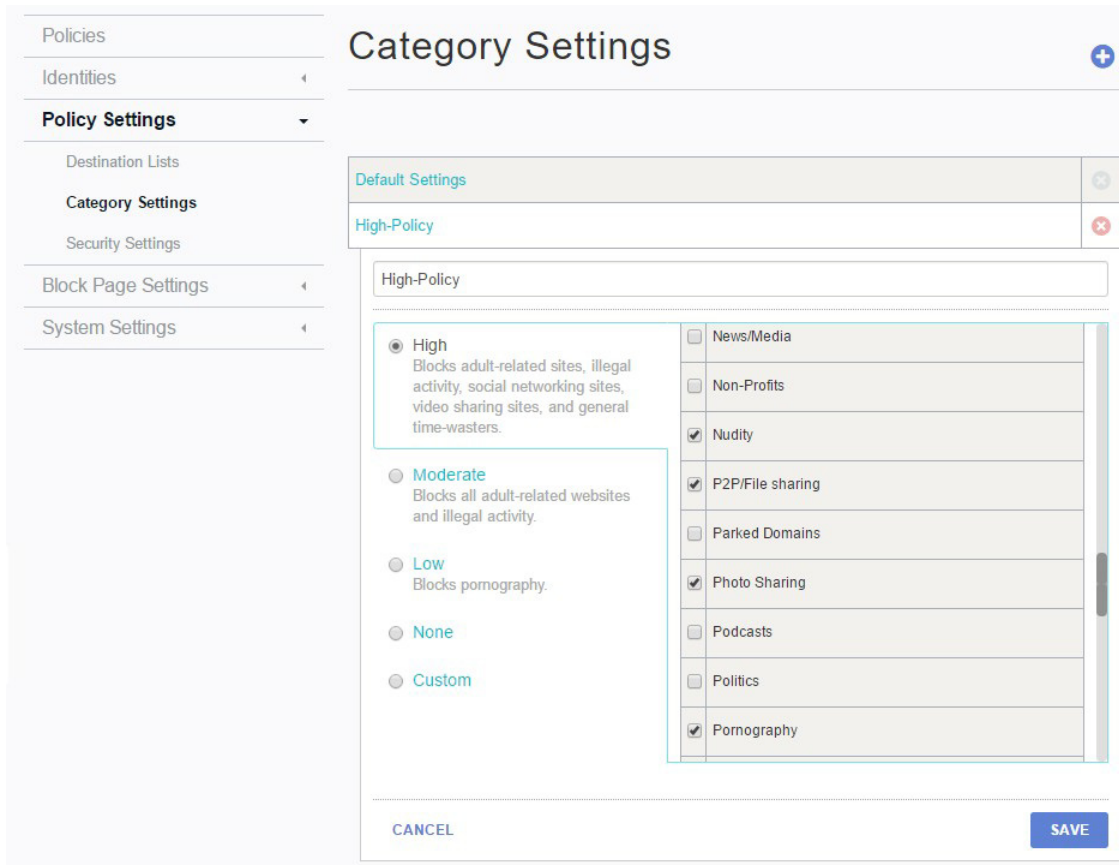 Policies
Identities
Policy Settings
Destination Lists
Category Settings
Security Settings
Block Page Settings
System Settings
Category Settings
Default Settings
High-Policy
High-Policy
High
Blocks adult-related sites, illegal
activity, social networking sites,
video sharing sites, and general
time-wasters.
Moderate
Blocks all adult-related websites
and illegal activity.
Low
Blocks pornography.
None
Custom
News/Media
Non-Profits
Nudity
P2P/File sharing
Parked Domains
Photo Sharing
Podcasts
Politics
Pornography
CANCEL
SAVE